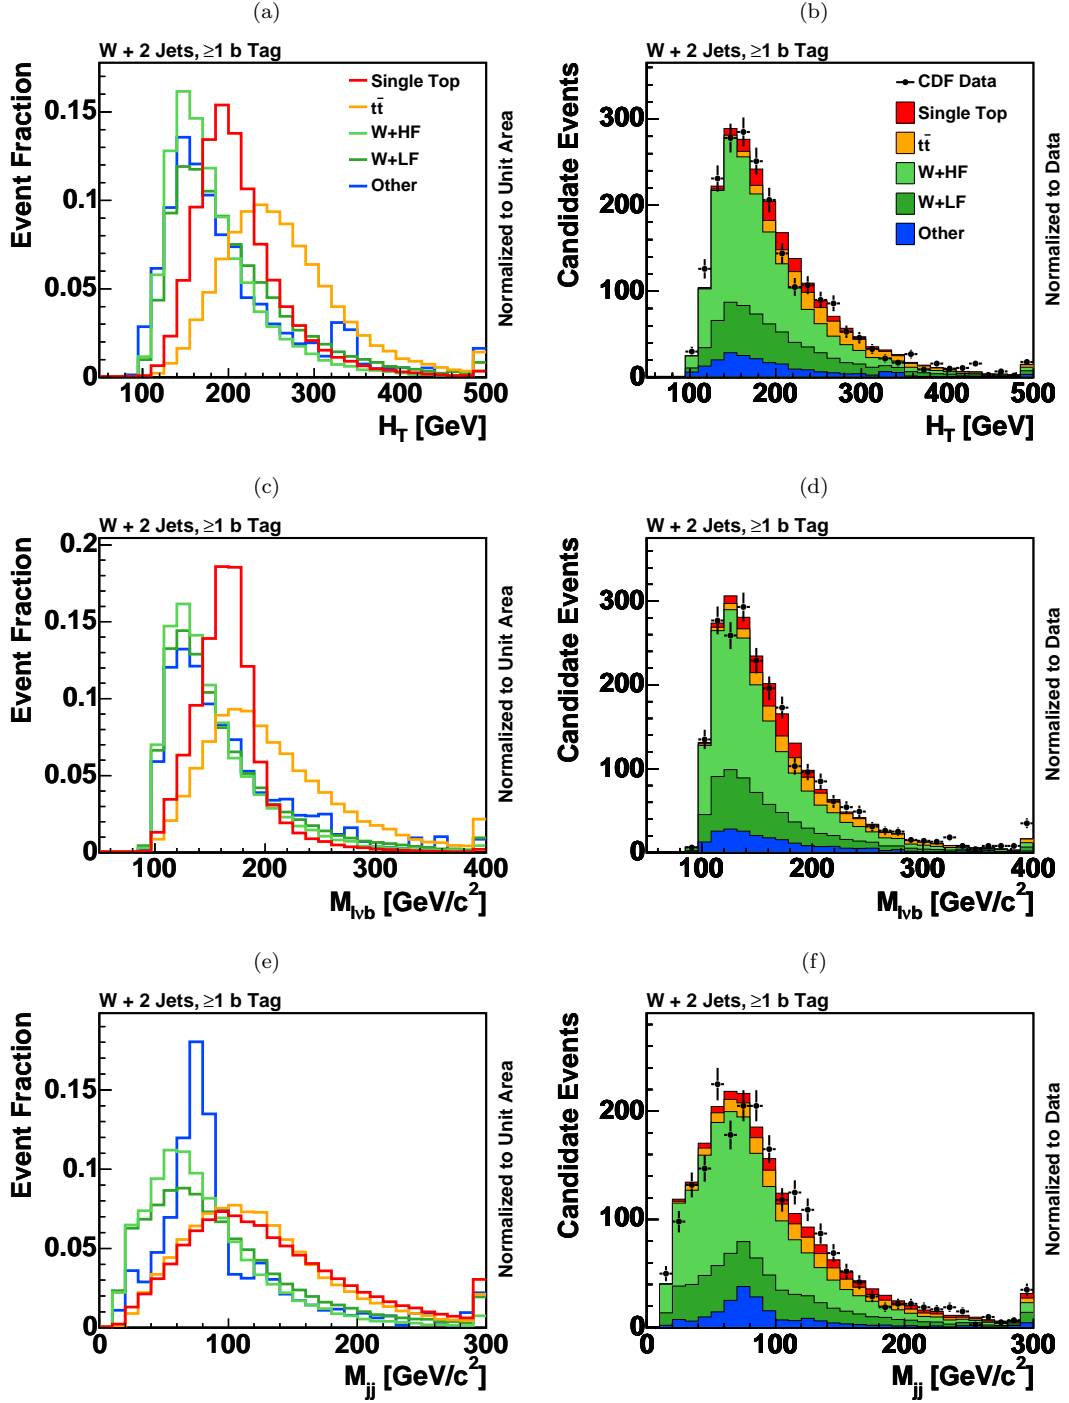 (a)
W + 2 Jets, ≥1 b Tag
Event Fraction
0.15
0.1
0.05
0
100 200 300 400 500
H_T [GeV]
Normalized to Unit Area
Single Top
tt̄
W+HF
W+LF
Other
(b)
W + 2 Jets, ≥1 b Tag
Candidate Events
300
200
100
0
100 200 300 400 500
H_T [GeV]
Normalized to Data
CDF Data
Single Top
tt̄
W+HF
W+LF
Other
(c)
W + 2 Jets, ≥1 b Tag
Event Fraction
0.2
0.15
0.1
0.05
0
100 200 300 400
M_lνb [GeV/c²]
Normalized to Unit Area
(d)
W + 2 Jets, ≥1 b Tag
Candidate Events
300
200
100
0
100 200 300 400
M_lνb [GeV/c²]
Normalized to Data
(e)
W + 2 Jets, ≥1 b Tag
Event Fraction
0.15
0.1
0.05
0
0 100 200 300
M_jj [GeV/c²]
Normalized to Unit Area
(f)
W + 2 Jets, ≥1 b Tag
Candidate Events
200
100
0
0 100 200 300
M_jj [GeV/c²]
Normalized to Data